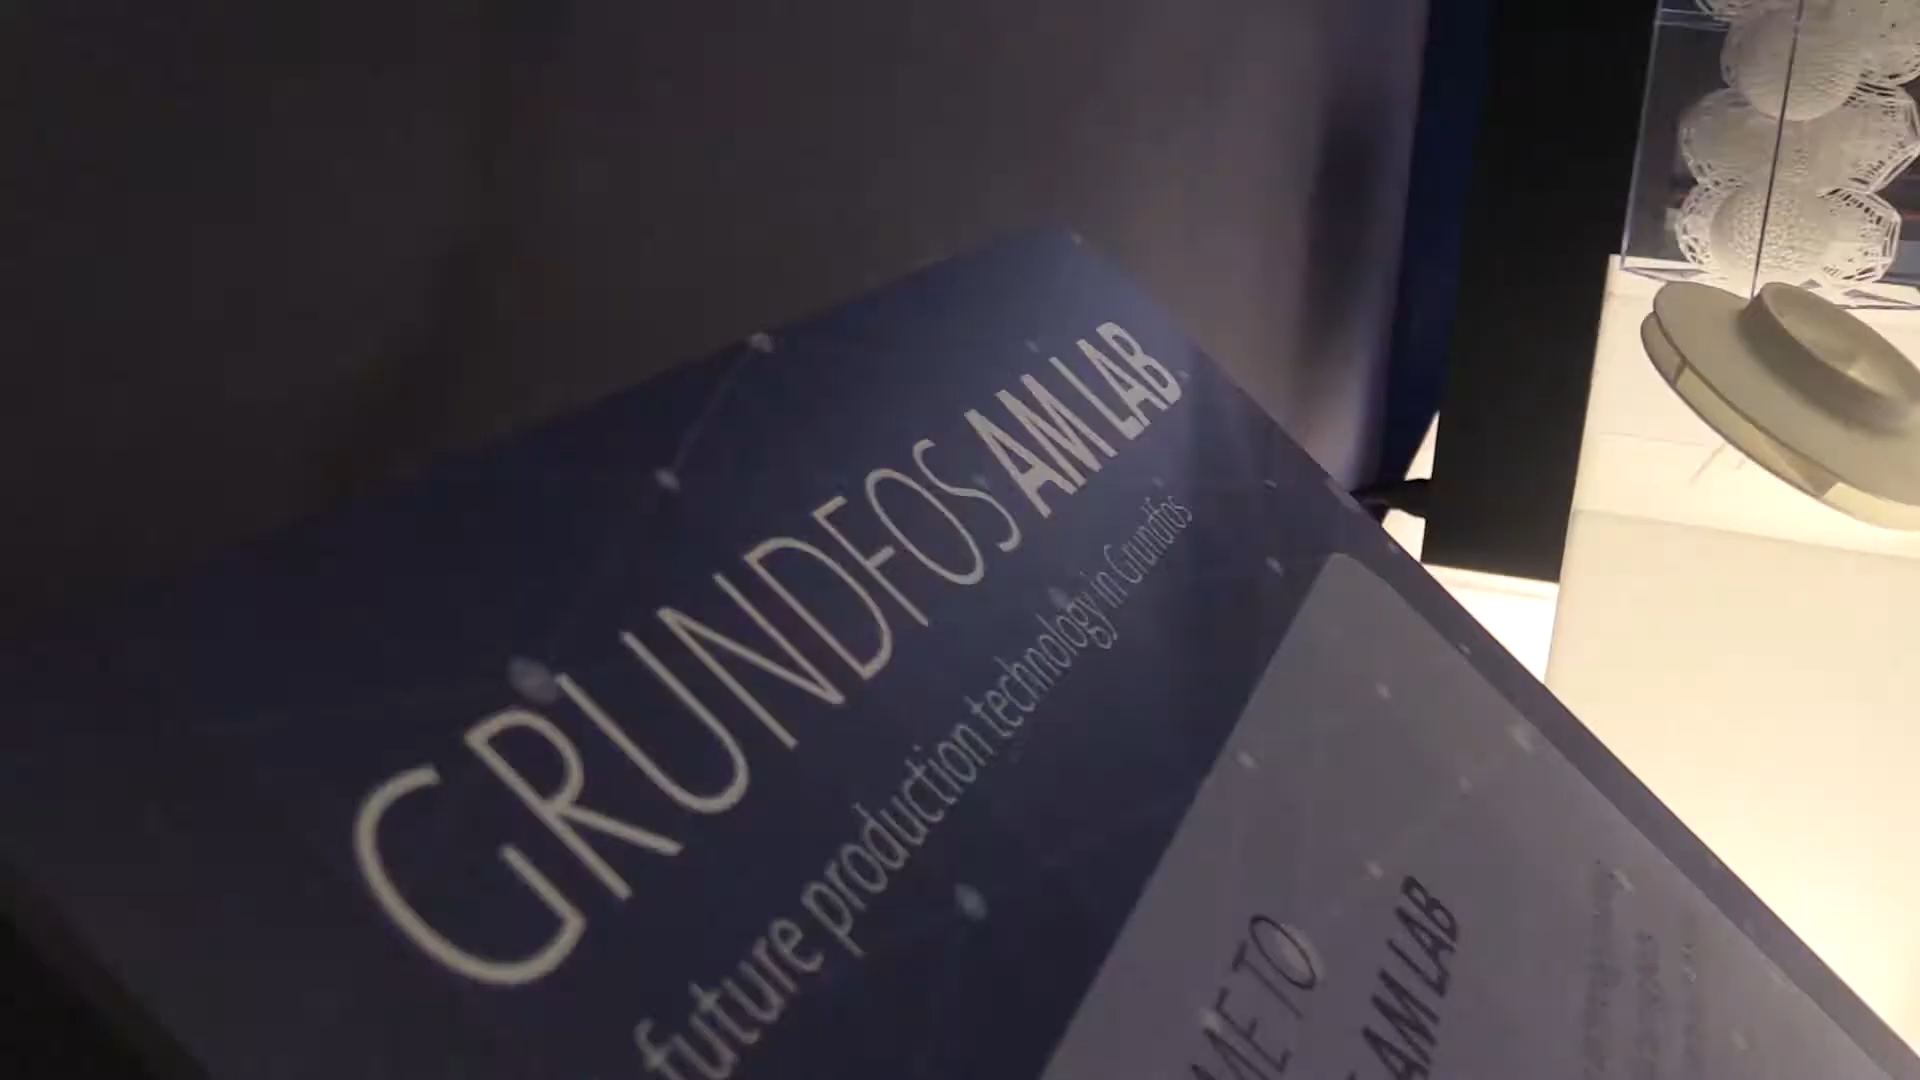 GRUNDFOS AM LAB
future production technology in Grundfos
ME TO
AM LAB